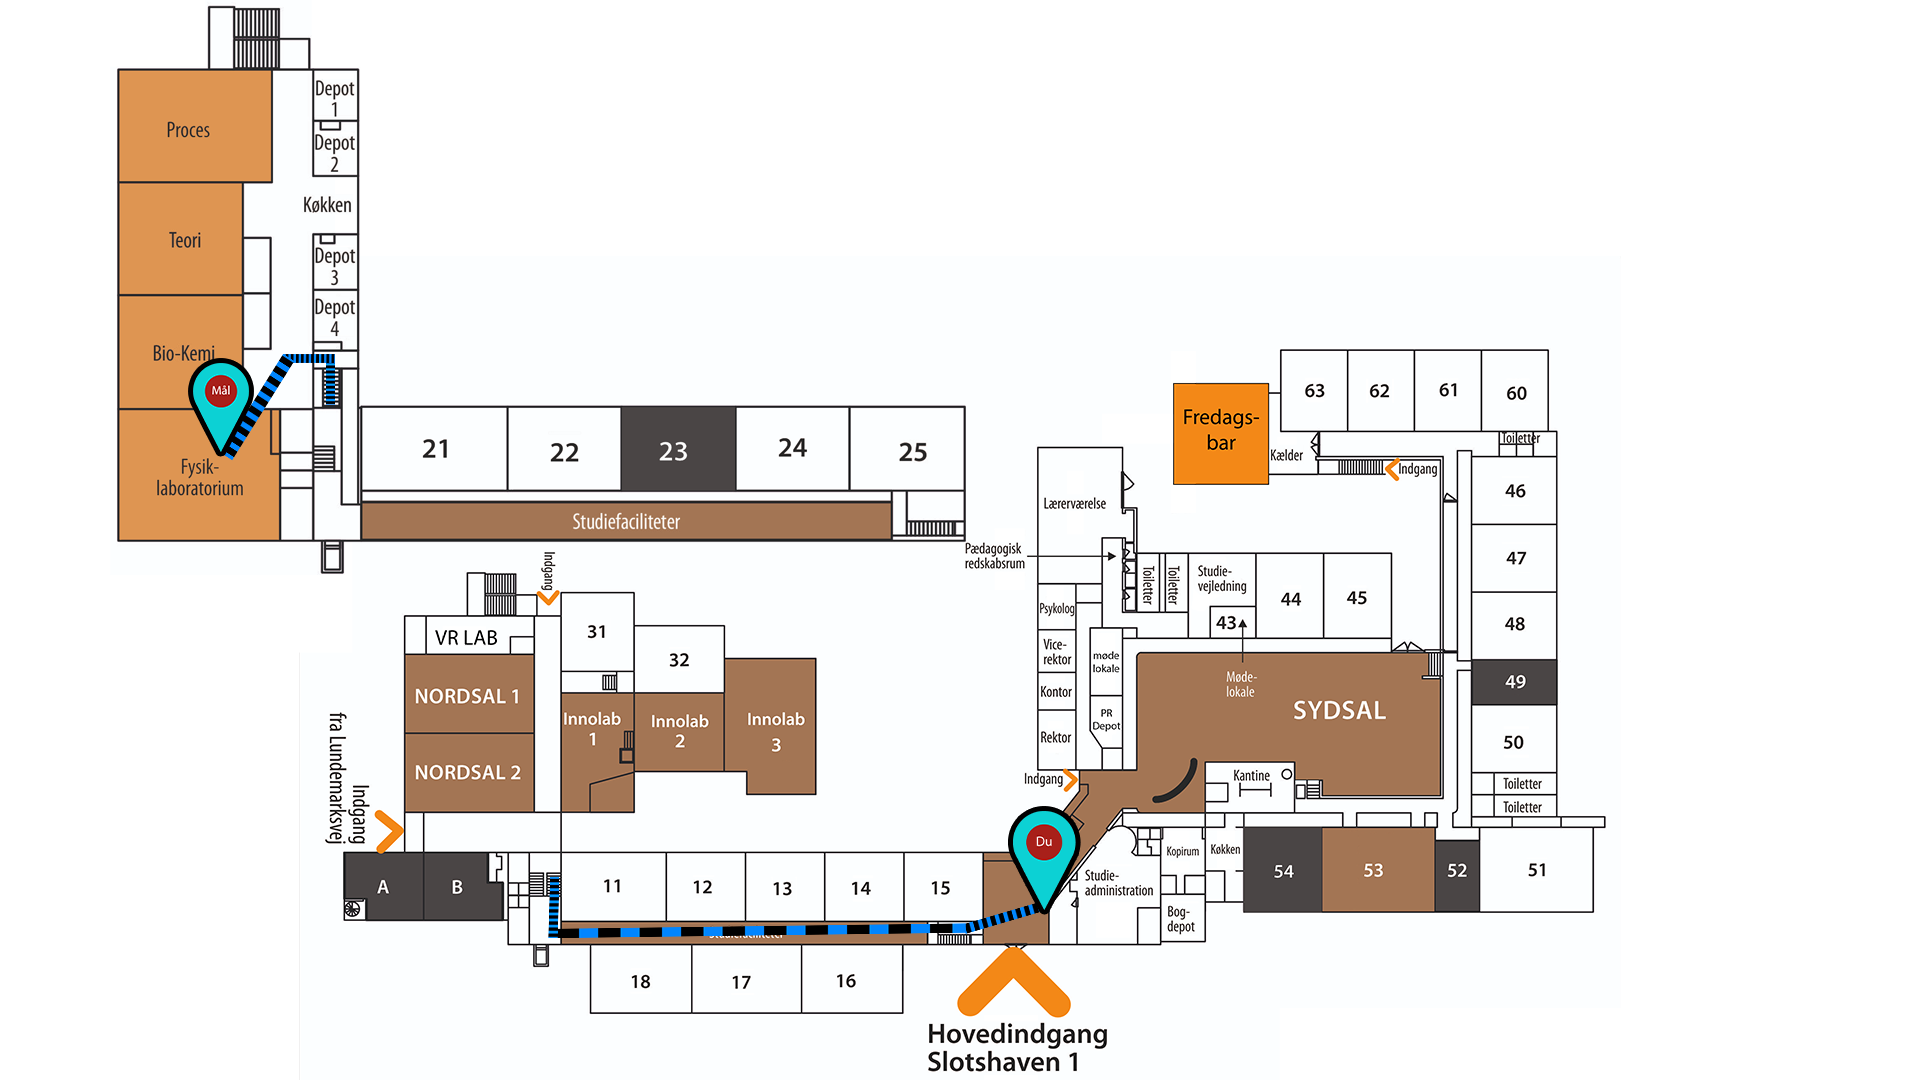 Proces
Depot
1
Depot
2
Køkken
Teori
Depot
3
Depot
4
Bio-Kemi
Mål
Fysik-
laboratorium
21
22
23
24
25
Studiefaciliteter
Fredags-
bar
63
62
61
60
Toiletter
Kælder
Indgang
46
47
48
49
50
Toiletter
Toiletter
Lærerværelse
Pædagogisk
redskabsrum
Toiletter
Toiletter
Studie-
vejledning
43
44
45
Møde-
lokale
Psykolog
Vice-
rektor
Kontor
Rektor
møde
lokale
PR
Depot
SYDSAL
Indgang
Kantine
Indgang
VR LAB
31
32
NORDSAL 1
NORDSAL 2
Innolab
1
Innolab
2
Innolab
3
Indgang
fra Lundemarksvej
A
B
11
12
13
14
15
Studiefaciliteter
18
17
16
Du
Studie-
administration
Kopirum
Køkken
Bog-
depot
54
53
52
51
Hovedindgang
Slotshaven 1